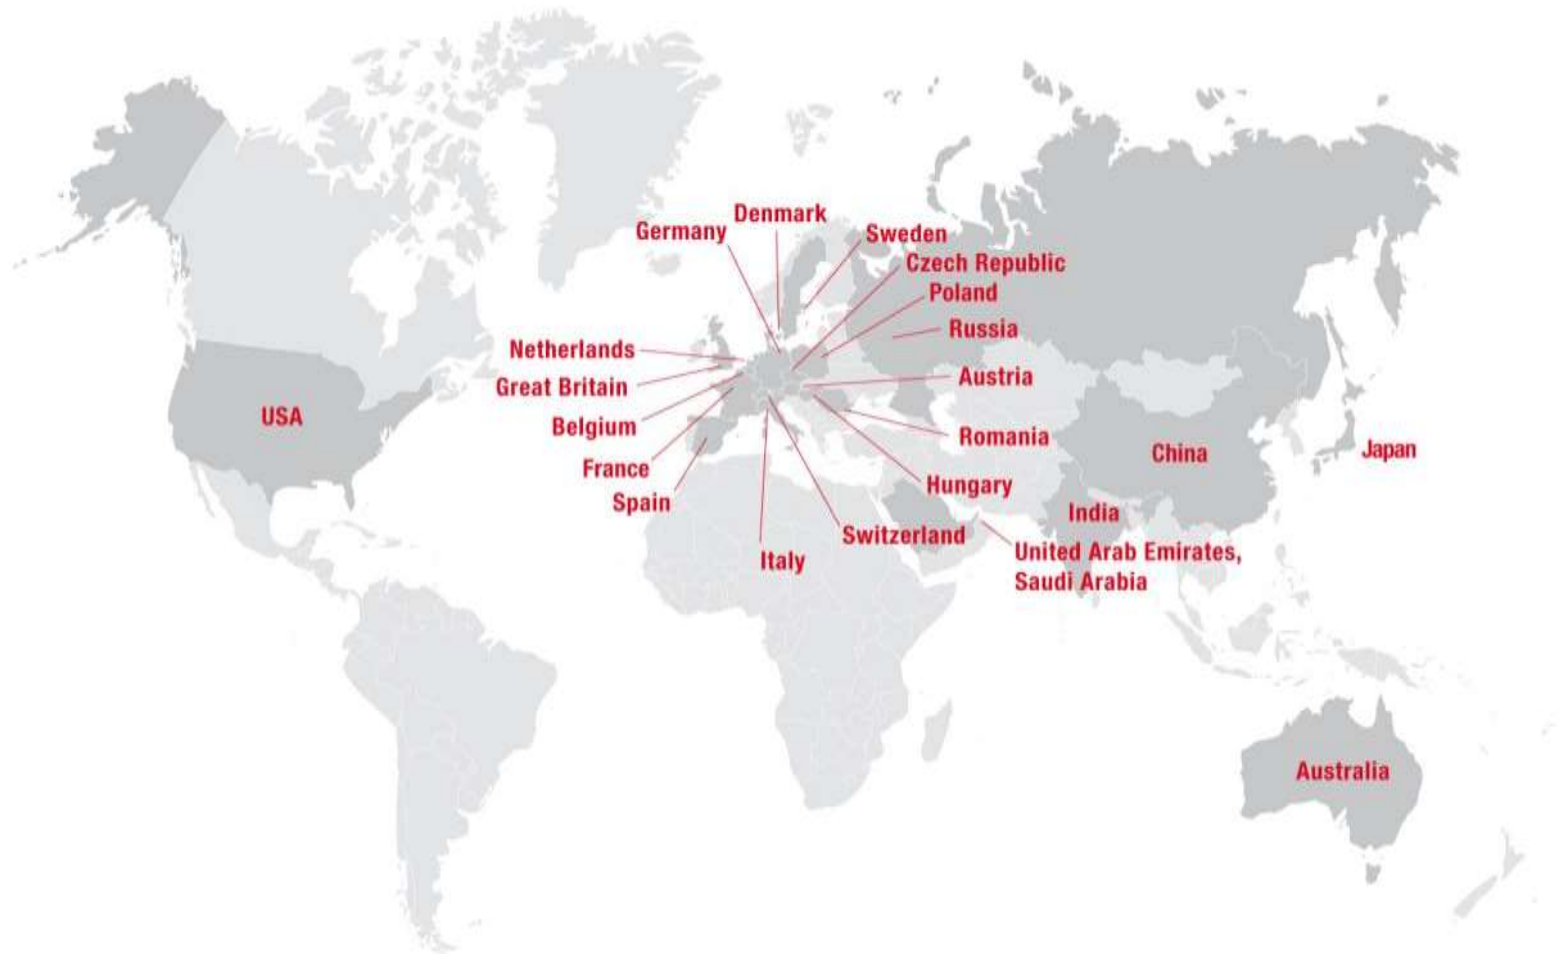 Denmark
Germany
Sweden
Czech Republic
Poland
Russia
Netherlands
Great Britain
Austria
USA
Belgium
Romania
China
Japan
France
Hungary
Spain
India
Switzerland
United Arab Emirates,
Saudi Arabia
Italy
Australia